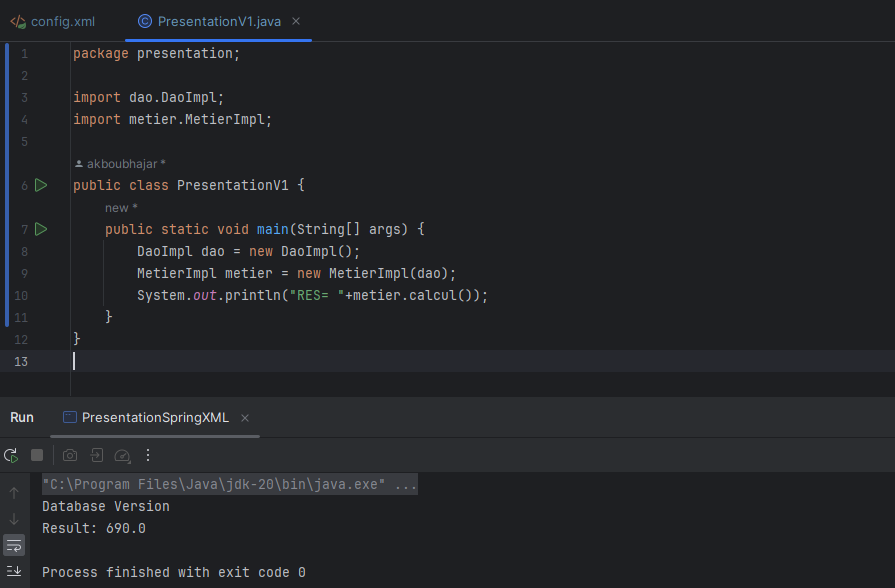 config.xml
PresentationV1.java
1 package presentation;
2
3 import dao.DaoImpl;
4 import metier.MetierImpl;
5
akboubhajar *
6 public class PresentationV1 {
new *
7 public static void main(String[] args) {
8 DaoImpl dao = new DaoImpl();
9 MetierImpl metier = new MetierImpl(dao);
10 System.out.println("RES= "+metier.calcul());
11 }
12 }
13
Run PresentationSpringXML
"C:\Program Files\Java\jdk-20\bin\java.exe" ...
Database Version
Result: 690.0
Process finished with exit code 0